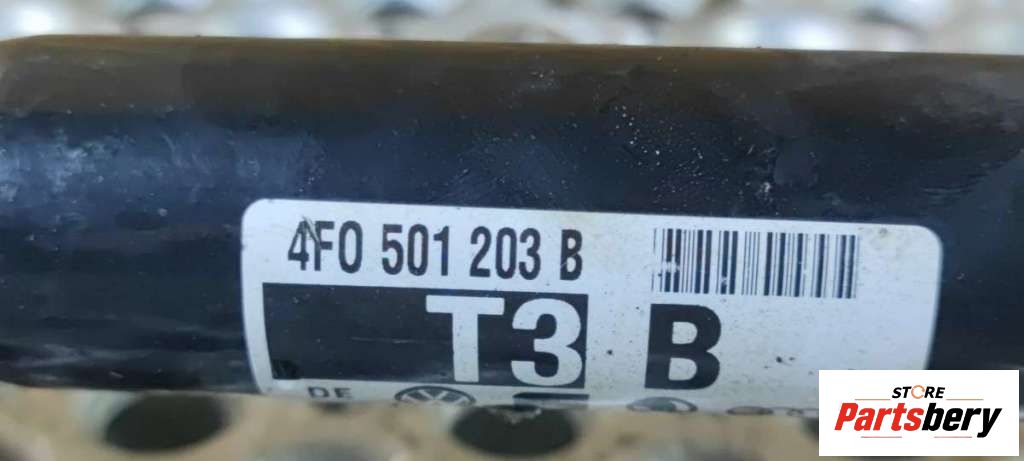 4F0 501 203 B
T3 B
DE
STORE
Partsbery